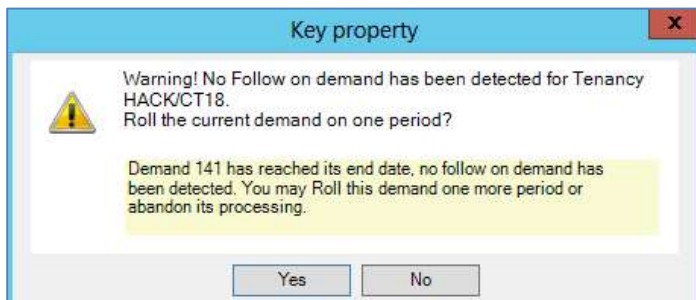 Key property
x
Warning! No Follow on demand has been detected for Tenancy
HACK/CT18.
Roll the current demand on one period?
Demand 141 has reached its end date, no follow on demand has
been detected. You may Roll this demand one more period or
abandon its processing.
Yes
No